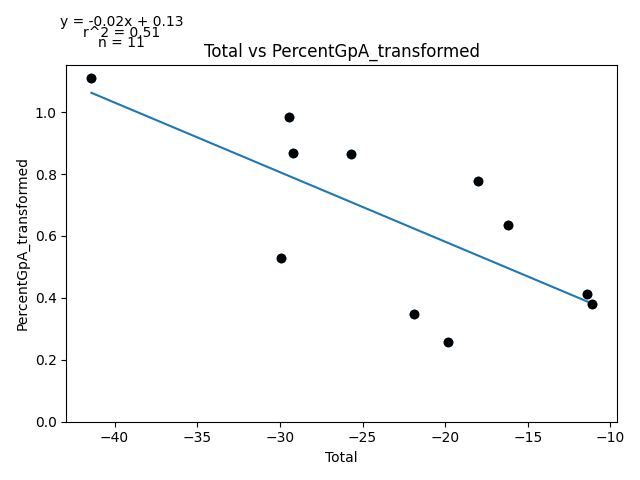 y = -0.02x + 0.13
r^2 = 0.51
n = 11
Total vs PercentGpA_transformed
PercentGpA_transformed
1.0
0.8
0.6
0.4
0.2
0.0
−40 −35 −30 −25 −20 −15 −10
Total